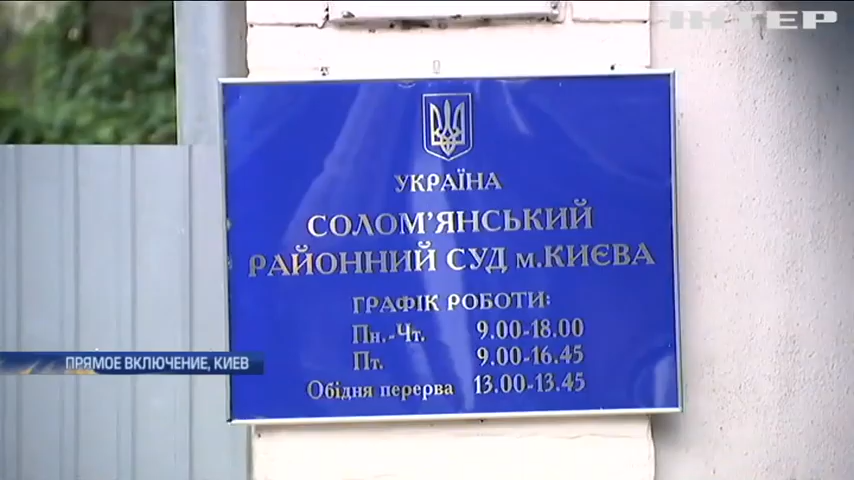 ІНТЕР
УКРАЇНА
СОЛОМ’ЯНСЬКИЙ
РАЙОННИЙ СУД м.КИЄВА
ГРАФІК РОБОТИ:
Пн.-Чт. 9.00-18.00
Пт. 9.00-16.45
Обідня перерва 13.00-13.45
ПРЯМОЕ ВКЛЮЧЕНИЕ, КИЕВ